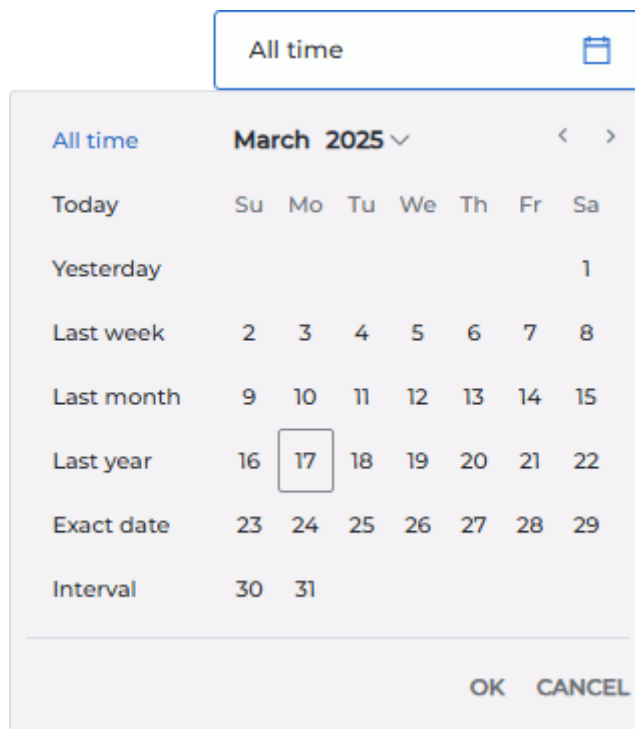 All time
All time March 2025
Today Su Mo Tu We Th Fr Sa
Yesterday 1
Last week 2 3 4 5 6 7 8
Last month 9 10 11 12 13 14 15
Last year 16 17 18 19 20 21 22
Exact date 23 24 25 26 27 28 29
Interval 30 31
OK CANCEL